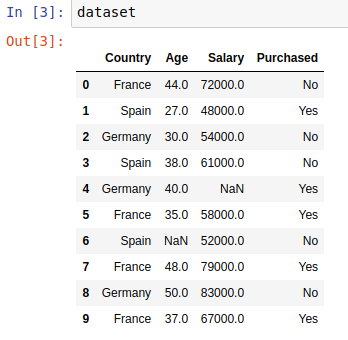 In [3]: dataset
Out[3]:
Country Age Salary Purchased
0 France 44.0 72000.0 No
1 Spain 27.0 48000.0 Yes
2 Germany 30.0 54000.0 No
3 Spain 38.0 61000.0 No
4 Germany 40.0 NaN Yes
5 France 35.0 58000.0 Yes
6 Spain NaN 52000.0 No
7 France 48.0 79000.0 Yes
8 Germany 50.0 83000.0 No
9 France 37.0 67000.0 Yes